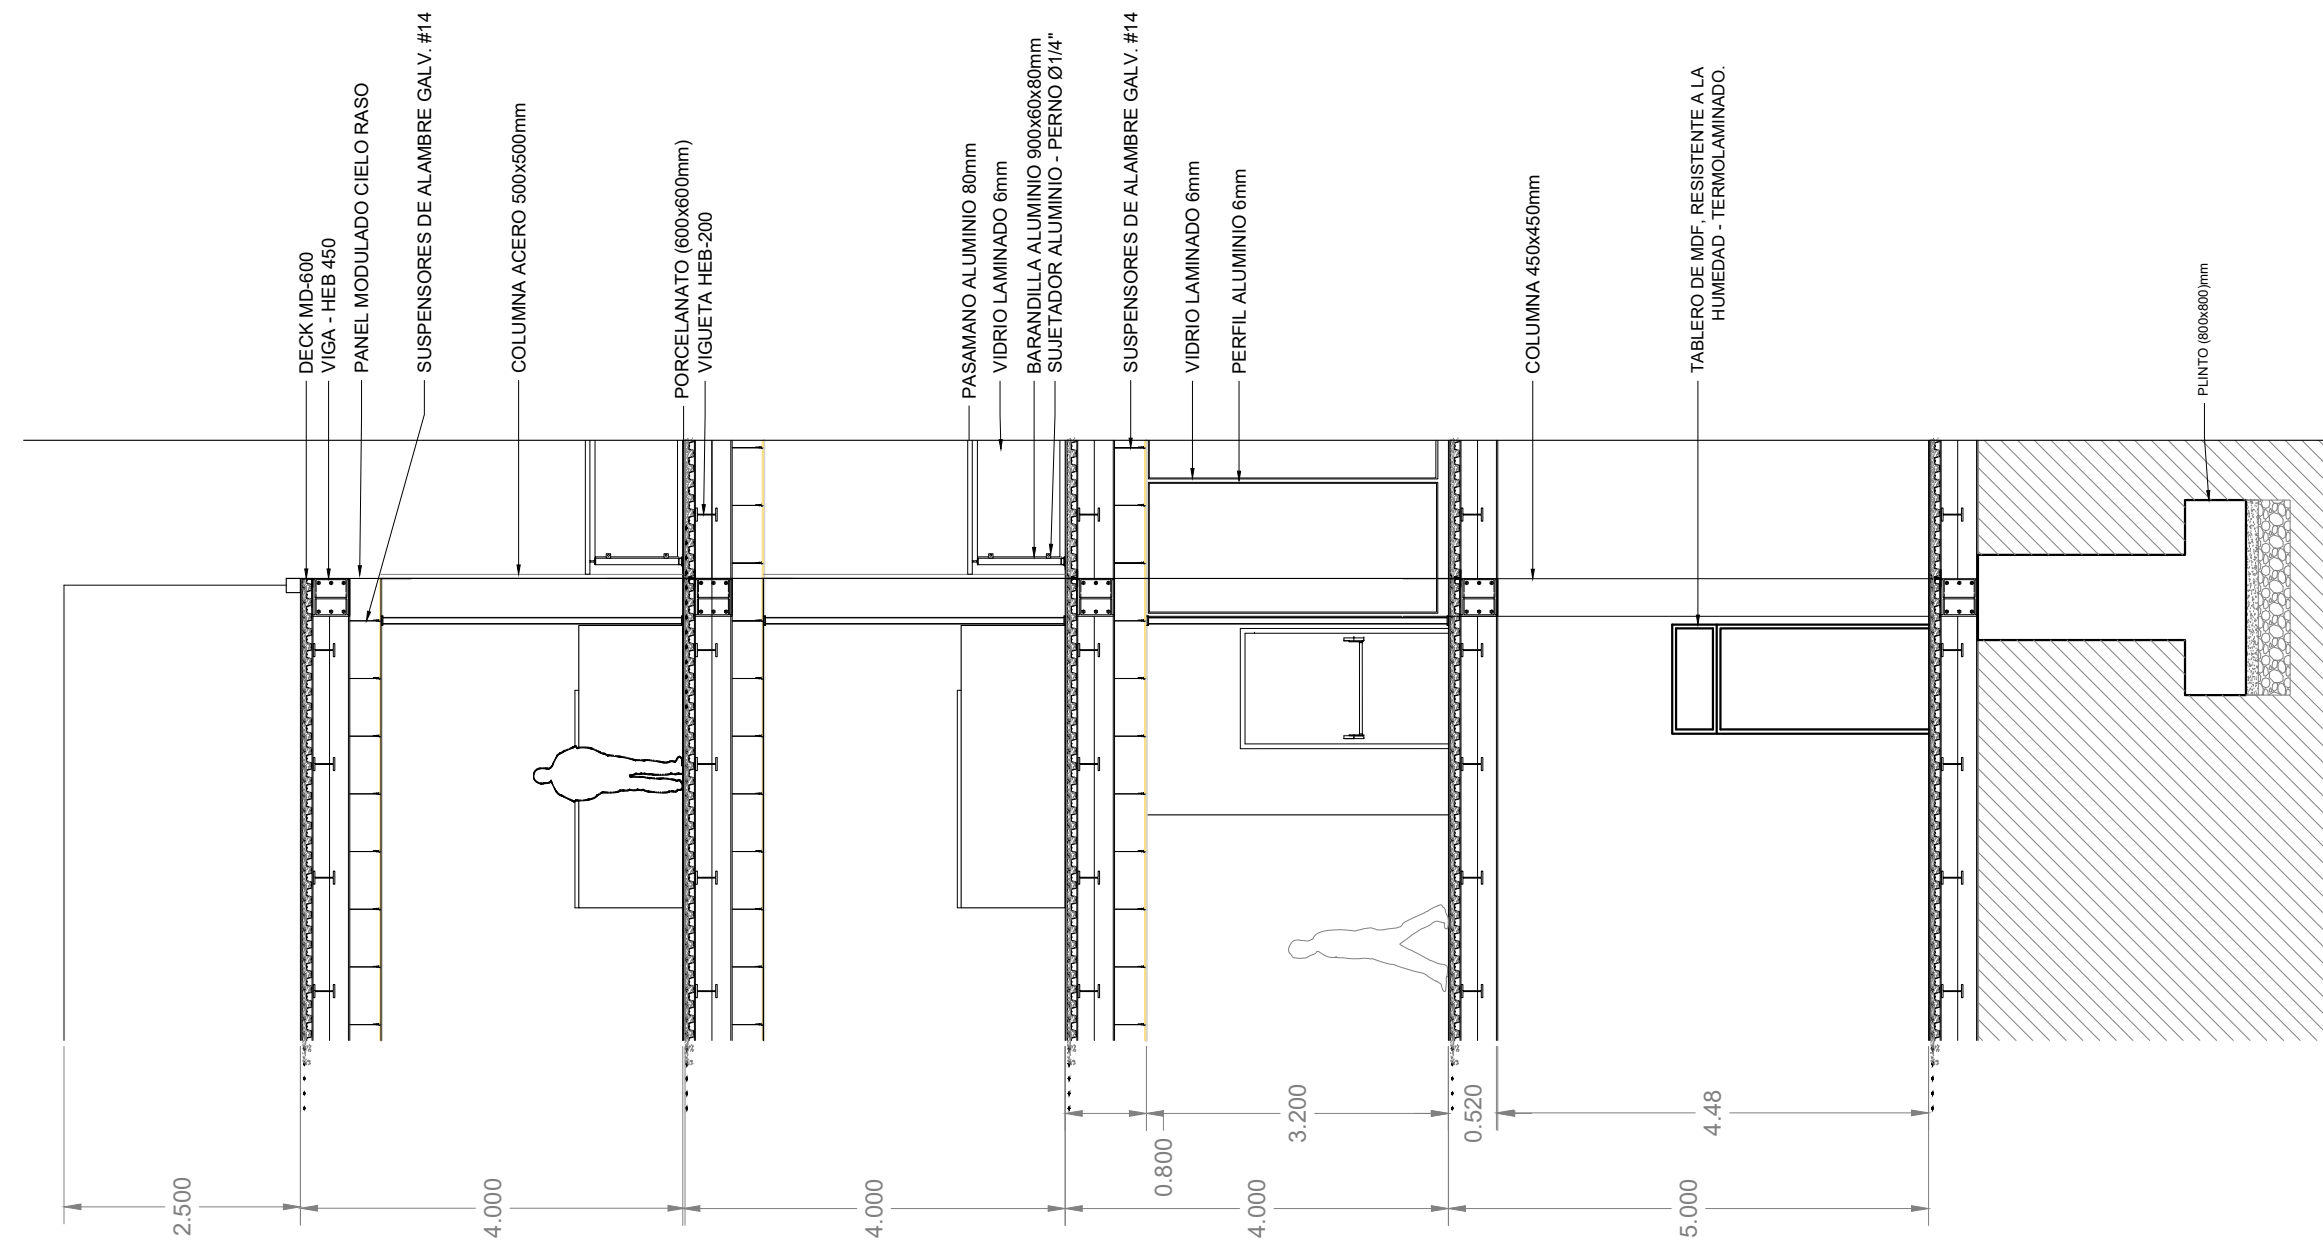 DECK MD-600
VIGA - HEB 450
PANEL MODULADO CIELO RASO
SUSPENSORES DE ALAMBRE GALV. #14
COLUMNA ACERO 500x500mm
PORCELANATO (600x600mm)
VIGUETA HEB-200
PASAMANO ALUMINIO 80mm
VIDRIO LAMINADO 6mm
BARANDILLA ALUMINIO 900x60x80mm
SUJETADOR ALUMINIO - PERNO Ø1/4"
SUSPENSORES DE ALAMBRE GALV. #14
VIDRIO LAMINADO 6mm
PERFIL ALUMINIO 6mm
COLUMNA 450x450mm
TABLERO DE MDF, RESISTENTE A LA
HUMEDAD - TERMOLAMINADO.
PLINTO (800x800)mm
0.800
3.200
0.520
4.48
2.500
4.000
4.000
4.000
5.000